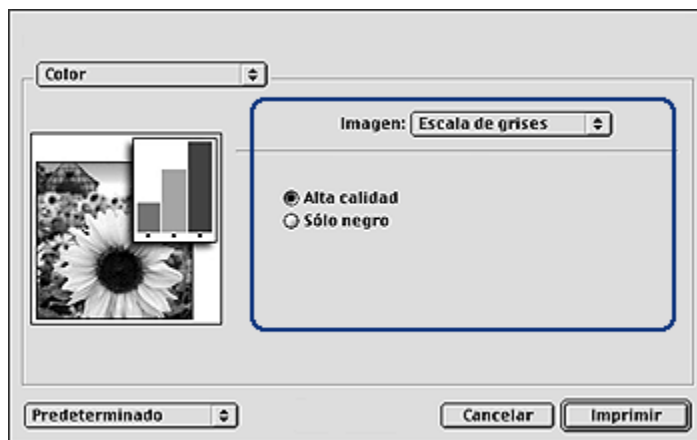 Color
Imagen: Escala de grises
Alta calidad
Sólo negro
Predeterminado
Cancelar
Imprimir